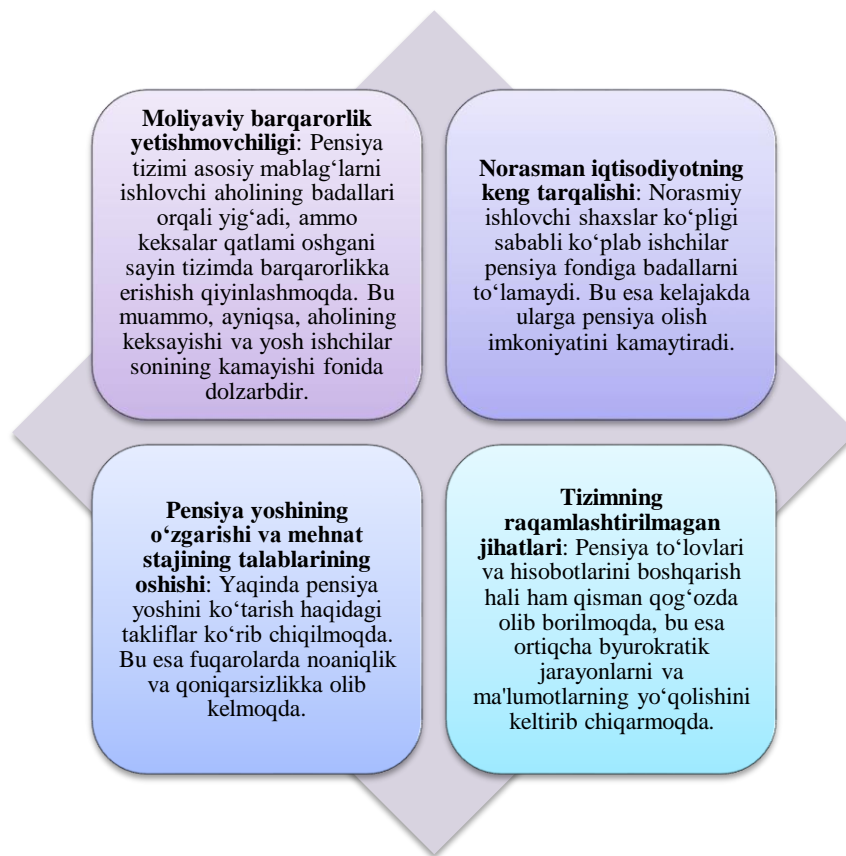 Moliyaviy barqarorlik
yetishmovchiligi: Pensiya
tizimi asosiy mablag‘larni
ishlovchi aholining badallari
orqali yig‘adi, ammo
keksalar qatlami oshgani
sayin tizimda barqarorlikka
erishish qiyinlashmoqda. Bu
muammo, ayniqsa, aholining
keksayishi va yosh ishchilar
sonining kamayishi fonida
dolzarbdir.
Norasman iqtisodiyotning
keng tarqalishi: Norasmiy
ishlovchi shaxslar ko‘pligi
sababli ko‘plab ishchilar
pensiya fondiga badallarni
to‘lamaydi. Bu esa kelajakda
ularga pensiya olish
imkoniyatini kamaytiradi.
Pensiya yoshining
o‘zgarishi va mehnat
stajining talablarining
oshishi: Yaqinda pensiya
yoshini ko‘tarish haqidagi
takliflar ko‘rib chiqilmoqda.
Bu esa fuqarolarda noaniqlik
va qoniqarsizlikka olib
kelmoqda.
Tizimning
raqamlashtirilmagan
jihatlari: Pensiya to‘lovlari
va hisobotlarini boshqarish
hali ham qisman qog‘ozda
olib borilmoqda, bu esa
ortiqcha byurokratik
jarayonlarni va
ma'lumotlarning yo‘qolishini
keltirib chiqarmoqda.